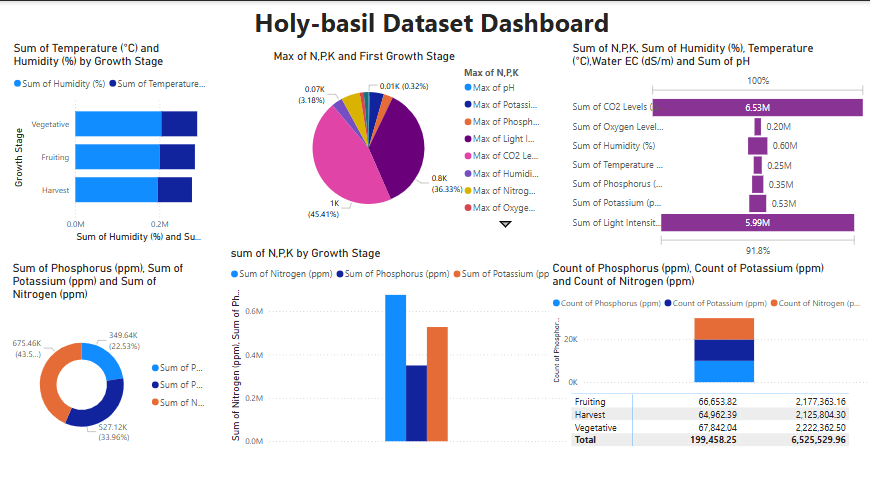 Holy-basil Dataset Dashboard
Sum of Temperature (°C) and
Humidity (%) by Growth Stage
Sum of Humidity (%) Sum of Temperature...
Growth Stage
Vegetative
Fruiting
Harvest
0.0M 0.2M
Sum of Humidity (%) and Su...
Max of N,P,K and First Growth Stage
0.07K
(3.18%)
0.01K (0.32%)
0.8K
(36.33%)
1K
(45.41%)
Max of N,P,K
Max of pH
Max of Potassi...
Max of Phosph...
Max of Light I...
Max of CO2 Le...
Max of Humidi...
Max of Nitrog...
Max of Oxyge...
Sum of N,P,K, Sum of Humidity (%), Temperature
(°C),Water EC (dS/m) and Sum of pH
100%
Sum of CO2 Levels ( 6.53M
Sum of Oxygen Level... 0.20M
Sum of Humidity (%) 0.60M
Sum of Temperature ... 0.25M
Sum of Phosphorus (... 0.35M
Sum of Potassium (p... 0.53M
Sum of Light Intensit... 5.99M
91.8%
Sum of Phosphorus (ppm), Sum of
Potassium (ppm) and Sum of
Nitrogen (ppm)
675.46K
(43.5...)
349.64K
(22.53%)
527.12K
(33.96%)
Sum of P...
Sum of P...
Sum of N...
sum of N,P,K by Growth Stage
Sum of Nitrogen (ppm) Sum of Phosphorus (ppm) Sum of Potassium (pp
Sum of Nitrogen (ppm), Sum of Ph...
0.6M
0.4M
0.2M
0.0M
Count of Phosphorus (ppm), Count of Potassium (ppm)
and Count of Nitrogen (ppm)
Count of Phosphorus (ppm) Count of Potassium (ppm) Count of Nitrogen (p...
Count of Phosphor...
20K
0K
Fruiting 66,653.82 2,177,363.16
Harvest 64,962.39 2,125,804.30
Vegetative 67,842.04 2,222,362.50
Total 199,458.25 6,525,529.96